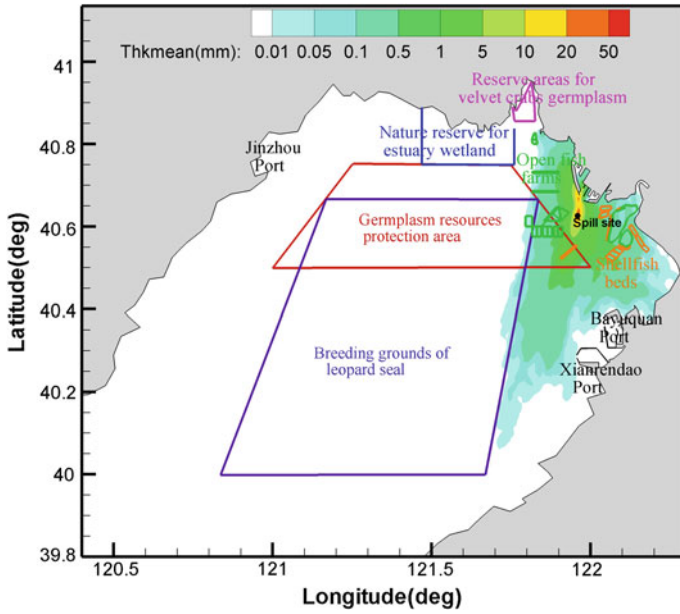 Thkmean(mm): 0.01 0.05 0.1 0.5 1 5 10 20 50
41
40.8
40.6
40.4
40.2
40
39.8
Latitude(deg)
Reserve areas for
velvet crabs germplasm
Nature reserve for
estuary wetland
Jinzhou
Port
Open fish
farms
Germplasm resources
protection area
Spill site
Shellfish
beds
Bayuquan
Port
Breeding grounds of
leopard seal
Xianrendao
Port
120.5 121 121.5 122
Longitude(deg)